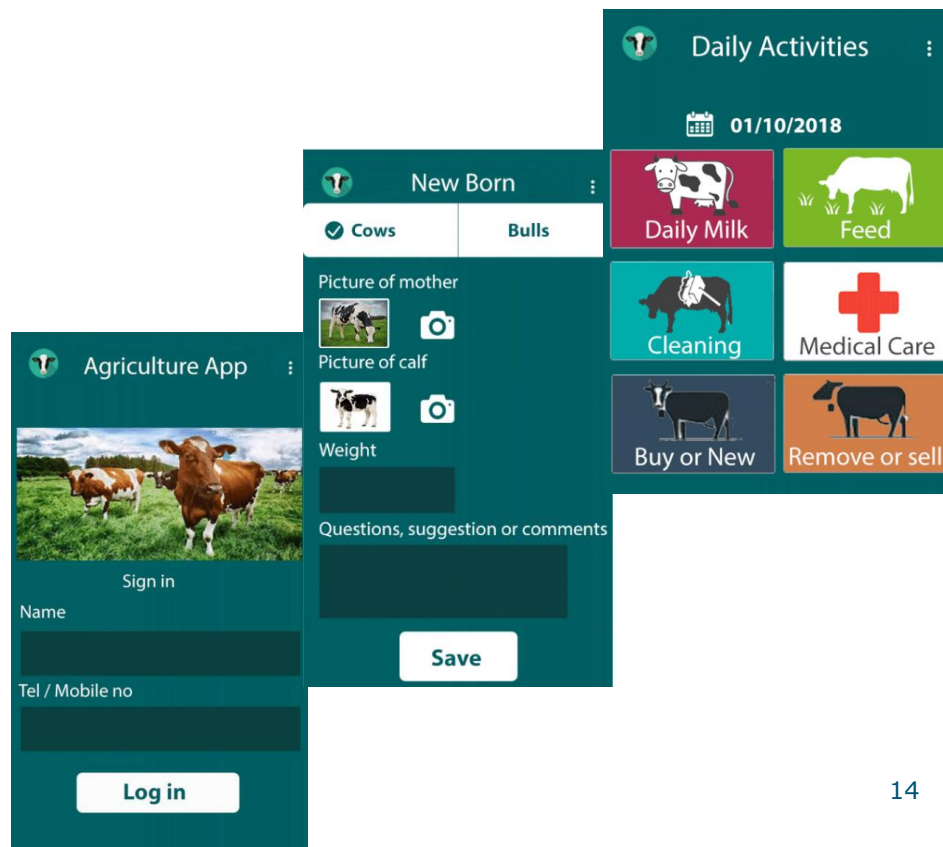 Agriculture App
Sign in
Name
Tel / Mobile no
Log in
New Born
Cows
Bulls
Picture of mother
Picture of calf
Weight
Questions, suggestion or comments
Save
Daily Activities
01/10/2018
Daily Milk
Feed
Cleaning
Medical Care
Buy or New
Remove or sell
14